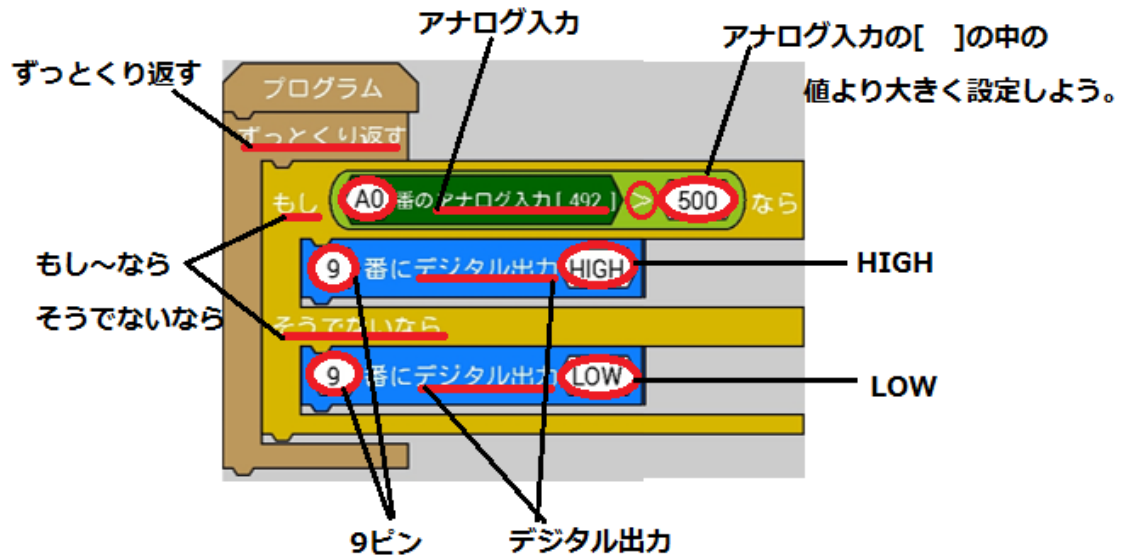 アナログ入力
アナログ入力の[　]の中の
値より大きく設定しよう。
ずっとくり返す
プログラム
ずっとくり返す
もし A0 番のアナログ入力[ 492 ] > 500 なら
もし～なら
そうでないなら
9 番にデジタル出力 HIGH
HIGH
そうでないなら
9 番にデジタル出力 LOW
LOW
9ピン
デジタル出力